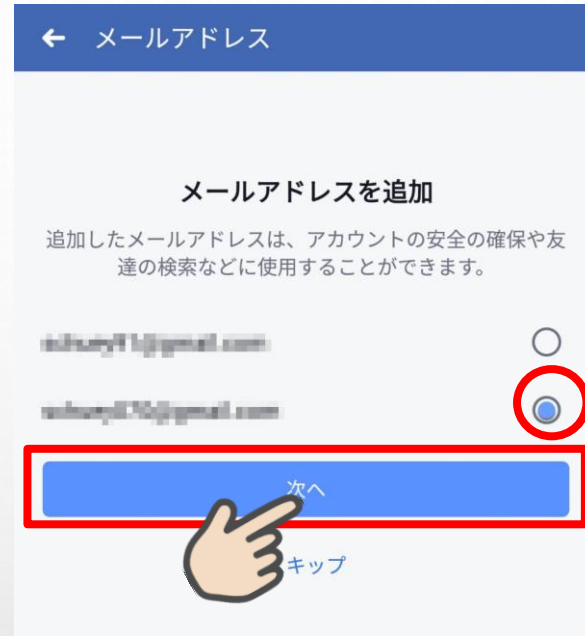 メールアドレス
メールアドレスを追加
追加したメールアドレスは、アカウントの安全の確保や友
達の検索などに使用することができます。
次へ
キップ